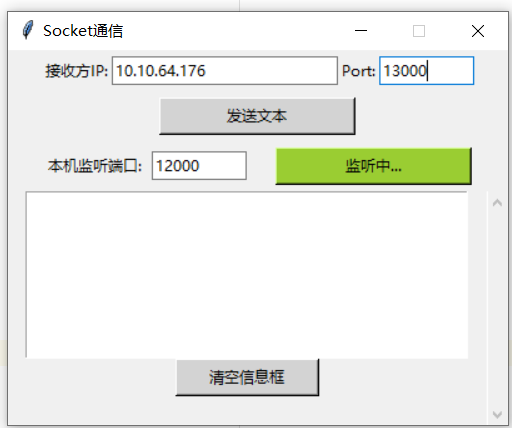 Socket通信
接收方IP: 10.10.64.176 Port: 13000
发送文本
本机监听端口: 12000 监听中...
清空信息框